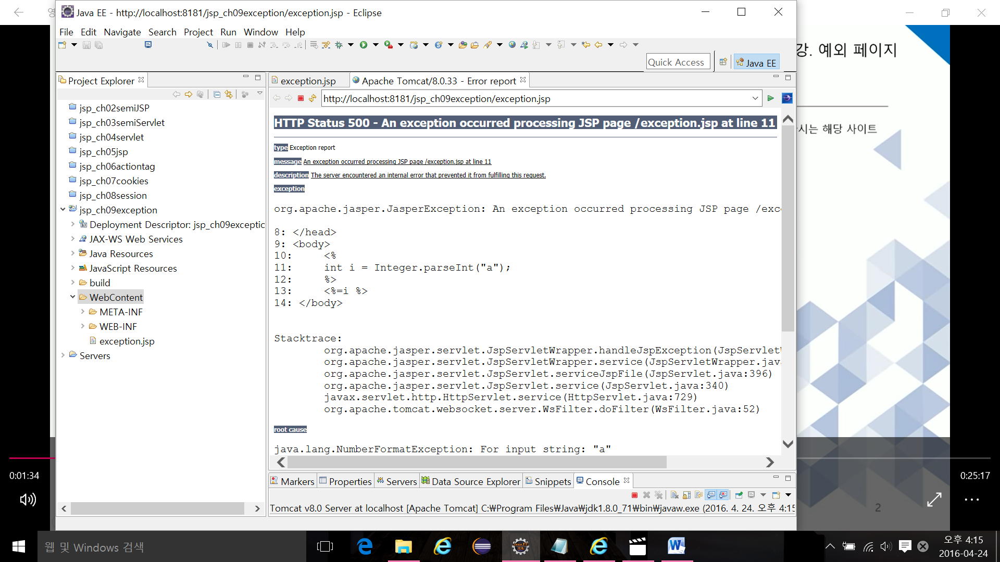 Java EE - http://localhost:8181/jsp_ch09exception/exception.jsp - Eclipse
File Edit Navigate Search Project Run Window Help
Quick Access
Java EE
강. 예외 페이지
시는 해당 사이트
Project Explorer
jsp_ch02semiJSP
jsp_ch03semiServlet
jsp_ch04servlet
jsp_ch05jsp
jsp_ch06actiontag
jsp_ch07cookies
jsp_ch08session
jsp_ch09exception
Deployment Descriptor: jsp_ch09exceptic
JAX-WS Web Services
Java Resources
JavaScript Resources
build
WebContent
META-INF
WEB-INF
exception.jsp
Servers
exception.jsp
Apache Tomcat/8.0.33 - Error report
http://localhost:8181/jsp_ch09exception/exception.jsp
HTTP Status 500 - An exception occurred processing JSP page /exception.jsp at line 11
type Exception report
message An exception occurred processing JSP page /exception.jsp at line 11
description The server encountered an internal error that prevented it from fulfilling this request.
exception
org.apache.jasper.JasperException: An exception occurred processing JSP page /exc
8: </head>
9: <body>
10: <%
11: int i = Integer.parseInt("a");
12: %>
13: <%=i %>
14: </body>
Stacktrace:
org.apache.jasper.servlet.JspServletWrapper.handleJspException(JspServletW
org.apache.jasper.servlet.JspServletWrapper.service(JspServletWrapper.java
org.apache.jasper.servlet.JspServlet.serviceJspFile(JspServlet.java:396)
org.apache.jasper.servlet.JspServlet.service(JspServlet.java:340)
javax.servlet.http.HttpServlet.service(HttpServlet.java:729)
org.apache.tomcat.websocket.server.WsFilter.doFilter(WsFilter.java:52)
root cause
java.lang.NumberFormatException: For input string: "a"
Markers Properties Servers Data Source Explorer Snippets Console
Tomcat v8.0 Server at localhost [Apache Tomcat] C:₩Program Files₩Java₩jdk1.8.0_71₩bin₩javaw.exe (2016. 4. 24. 오후 4:15
0:01:34
0:25:17
2
웹 및 Windows 검색
오후 4:15
2016-04-24